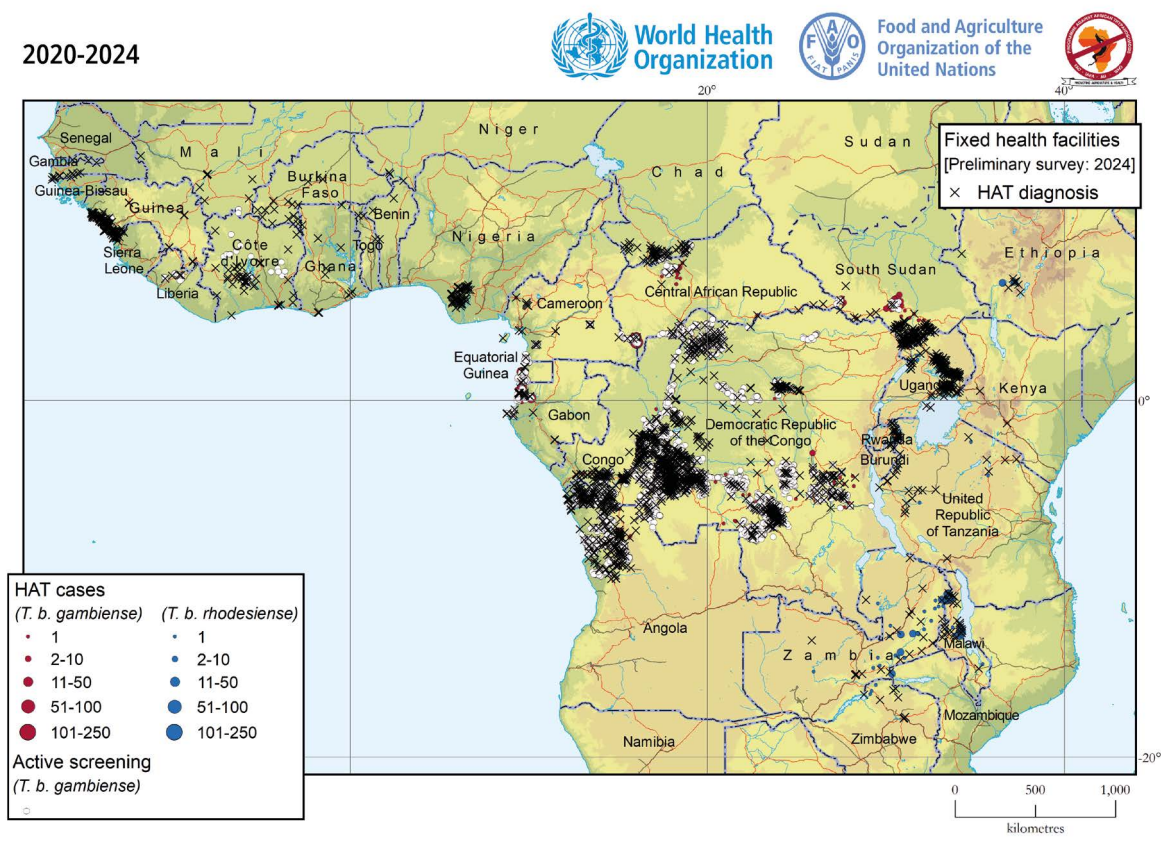 2020-2024
World Health
Organization
F A O
FIAT PANIS
Food and Agriculture
Organization of the
United Nations
20°
40°
Fixed health facilities
[Preliminary survey: 2024]
× HAT diagnosis
Senegal
Gambia
Guinea-Bissau
Guinea
Sierra
Leone
Liberia
Mali
Burkina
Faso
Côte
d'Ivoire
Ghana
Togo
Benin
Niger
Nigeria
Chad
Sudan
Ethiopia
South Sudan
Central African Republic
Cameroon
Equatorial
Guinea
Gabon
Congo
Democratic Republic
of the Congo
Uganda
Kenya
0°
Rwanda
Burundi
United
Republic
of Tanzania
Angola
Zambia
Malawi
Mozambique
Zimbabwe
Namibia
-20°
HAT cases
(T. b. gambiense) (T. b. rhodesiense)
1 1
2-10 2-10
11-50 11-50
51-100 51-100
101-250 101-250
Active screening
(T. b. gambiense)
0 500 1,000
kilometres